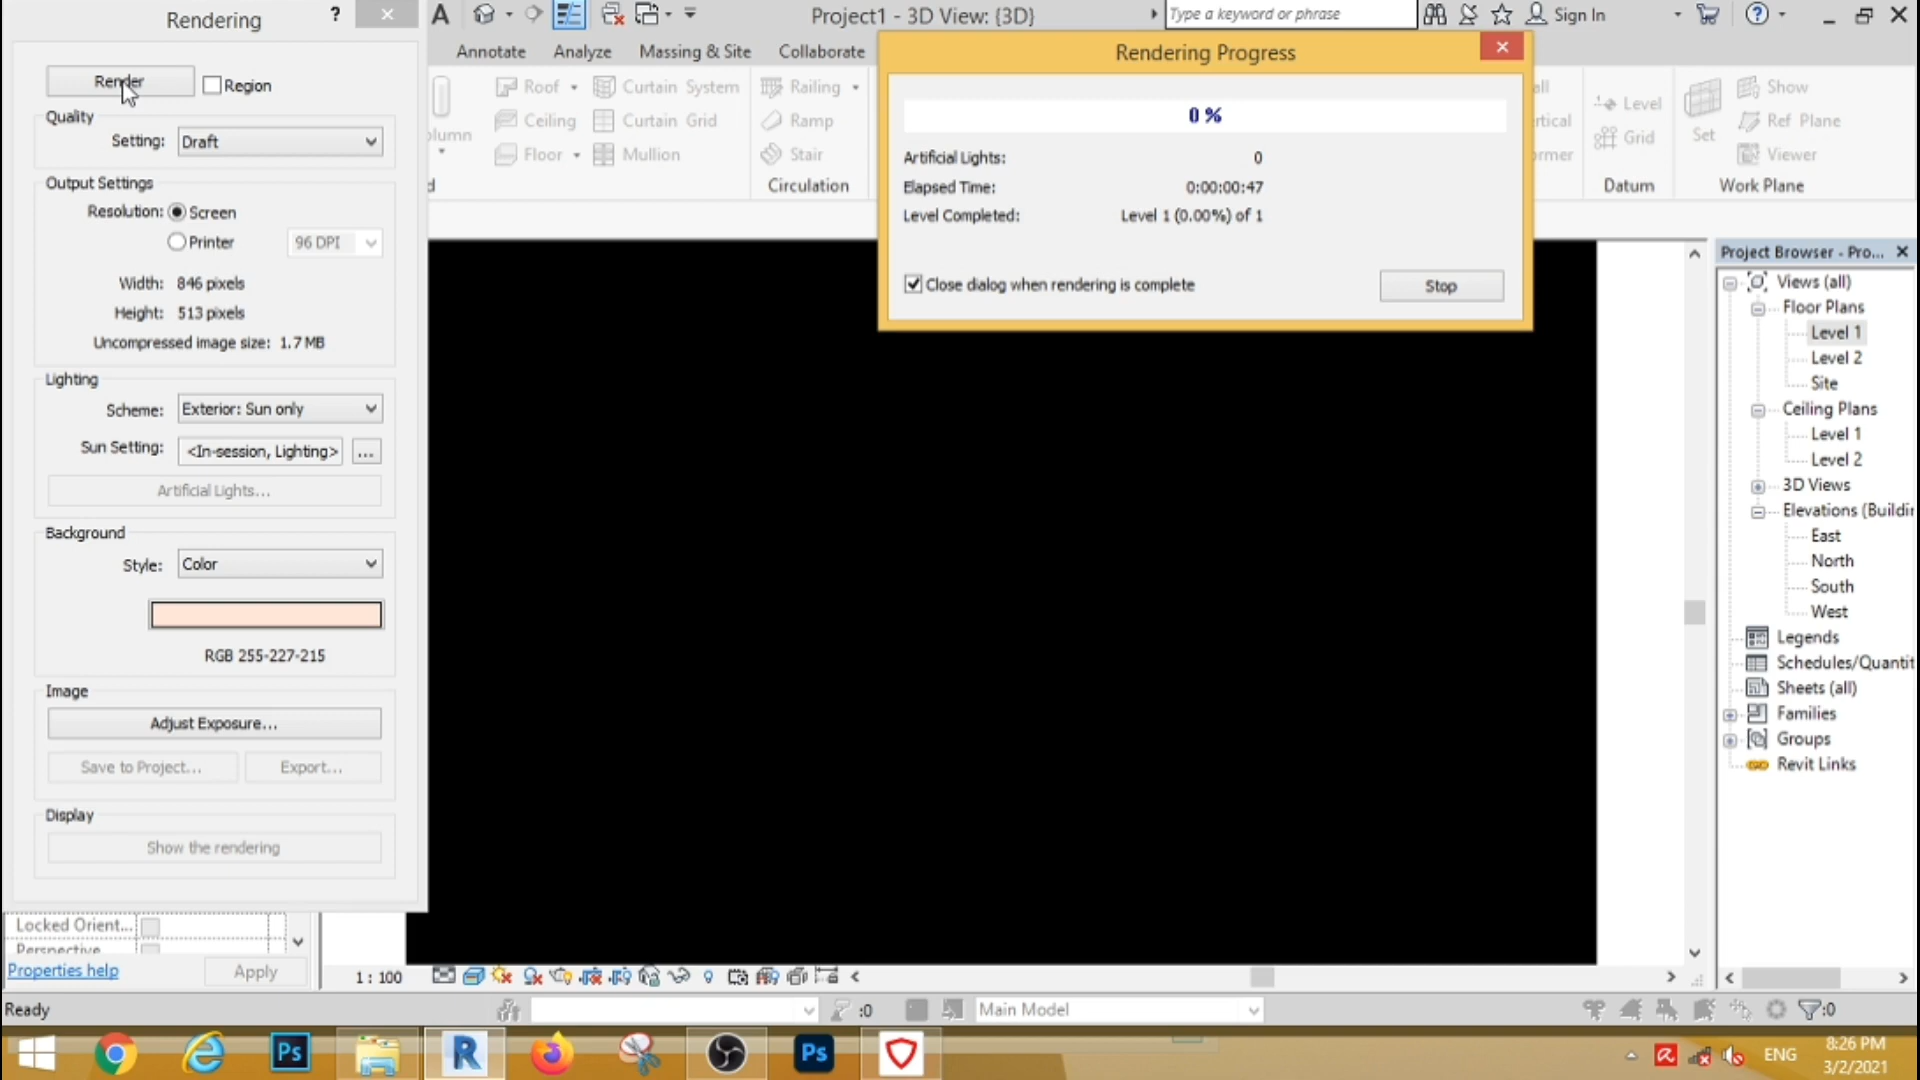 Rendering
?
Render
Region
Quality
Setting: Draft
Output Settings
Resolution: Screen
Printer 96 DPI
Width: 846 pixels
Height: 513 pixels
Uncompressed image size: 1.7 MB
Lighting
Scheme: Exterior: Sun only
Sun Setting: <In-session, Lighting> ...
Artificial Lights...
Background
Style: Color
RGB 255-227-215
Image
Adjust Exposure...
Save to Project... Export...
Display
Show the rendering
Locked Orient...
Perspective
Properties help Apply
A Project1 - 3D View: {3D} Type a keyword or phrase Sign In
Annotate Analyze Massing & Site Collaborate
Roof Curtain System Railing
Ceiling Curtain Grid Ramp
Floor Mullion Stair
olumn
d
Circulation
all
rtical
rmer
Level
Grid
Datum
Set
Show
Ref Plane
Viewer
Work Plane
Rendering Progress
0 %
Artificial Lights: 0
Elapsed Time: 0:00:00:47
Level Completed: Level 1 (0.00%) of 1
Close dialog when rendering is complete Stop
Project Browser - Pro...
Views (all)
Floor Plans
Level 1
Level 2
Site
Ceiling Plans
Level 1
Level 2
3D Views
Elevations (Buildin
East
North
South
West
Legends
Schedules/Quantit
Sheets (all)
Families
Groups
Revit Links
1 : 100
Ready :0 Main Model :0
Ps R Ps ENG
8:26 PM
3/2/2021